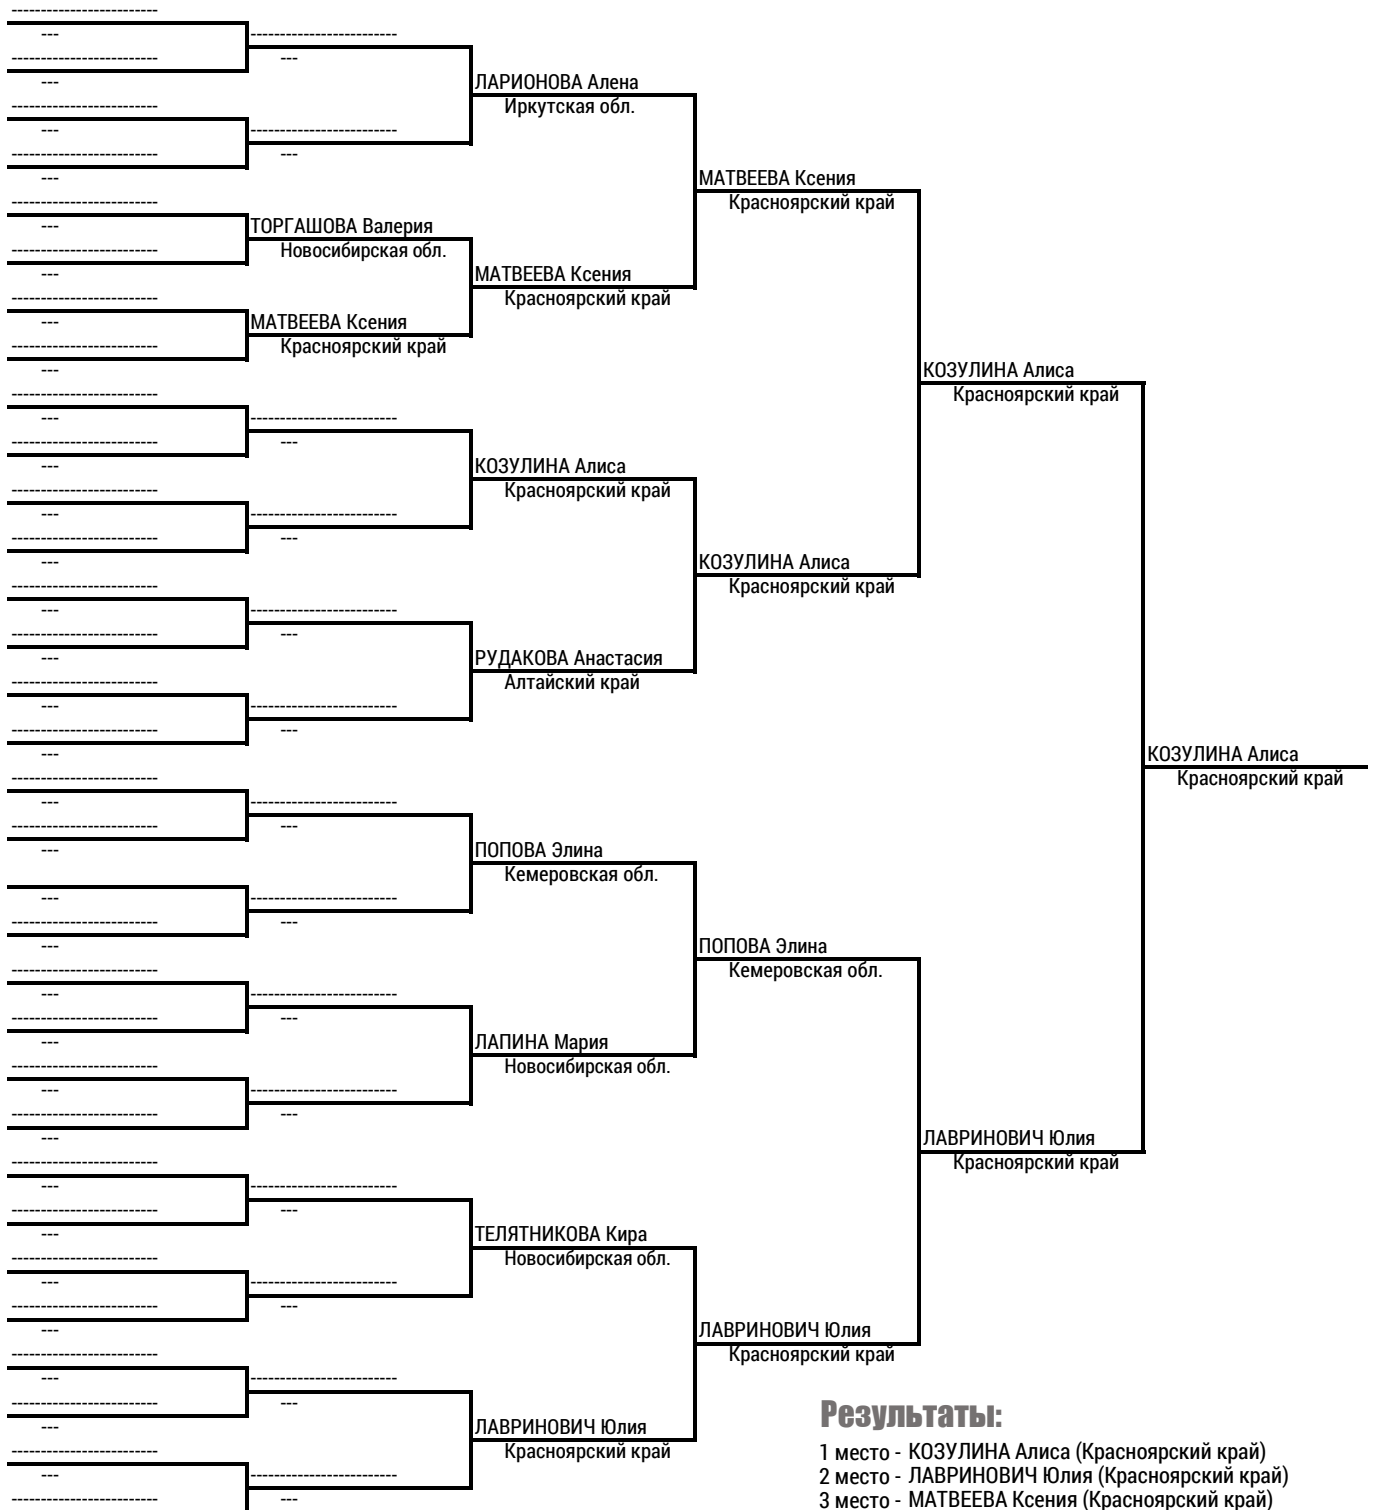 -------------------------
---
-------------------------
---
-------------------------
---
-------------------------
---
-------------------------
---
-------------------------
---
-------------------------
---
-------------------------
---
-------------------------
---
-------------------------
---
-------------------------
---
-------------------------
---
-------------------------
---
-------------------------
---
-------------------------
---
-------------------------
---
-------------------------
---
-------------------------
---
---
-------------------------
---
-------------------------
---
-------------------------
---
-------------------------
---
-------------------------
---
-------------------------
---
-------------------------
---
-------------------------
---
-------------------------
---
-------------------------
---
-------------------------
---
-------------------------
---
-------------------------
-------------------------
---
-------------------------
---
ТОРГАШОВА Валерия
Новосибирская обл.
МАТВЕЕВА Ксения
Красноярский край
-------------------------
---
-------------------------
---
-------------------------
---
-------------------------
---
-------------------------
---
-------------------------
---
-------------------------
---
-------------------------
---
-------------------------
---
-------------------------
---
-------------------------
---
-------------------------
---
ЛАРИОНОВА Алена
Иркутская обл.
МАТВЕЕВА Ксения
Красноярский край
КОЗУЛИНА Алиса
Красноярский край
РУДАКОВА Анастасия
Алтайский край
ПОПОВА Элина
Кемеровская обл.
ЛАПИНА Мария
Новосибирская обл.
ТЕЛЯТНИКОВА Кира
Новосибирская обл.
ЛАВРИНОВИЧ Юлия
Красноярский край
МАТВЕЕВА Ксения
Красноярский край
КОЗУЛИНА Алиса
Красноярский край
ПОПОВА Элина
Кемеровская обл.
ЛАВРИНОВИЧ Юлия
Красноярский край
КОЗУЛИНА Алиса
Красноярский край
ЛАВРИНОВИЧ Юлия
Красноярский край
КОЗУЛИНА Алиса
Красноярский край
Результаты:
1 место - КОЗУЛИНА Алиса (Красноярский край)
2 место - ЛАВРИНОВИЧ Юлия (Красноярский край)
3 место - МАТВЕЕВА Ксения (Красноярский край)